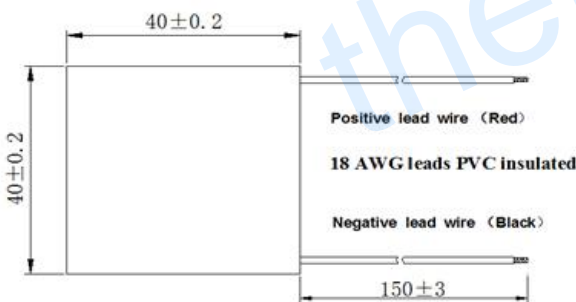 40±0.2
40±0.2
Positive lead wire (Red)
18 AWG leads PVC insulated
Negative lead wire (Black)
150±3
the